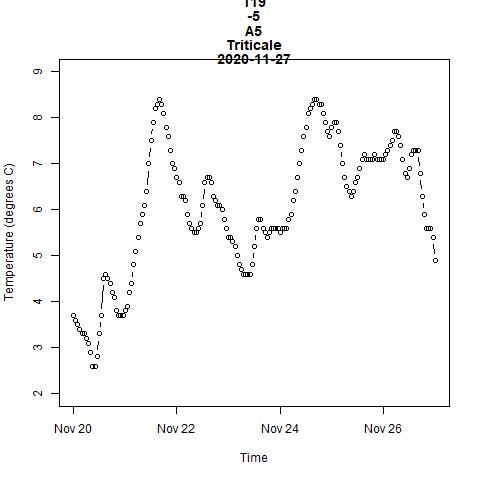 T19
-5
A5
Triticale
2020-11-27
Temperature (degrees C)
9
8
7
6
5
4
3
2
Nov 20 Nov 22 Nov 24 Nov 26
Time